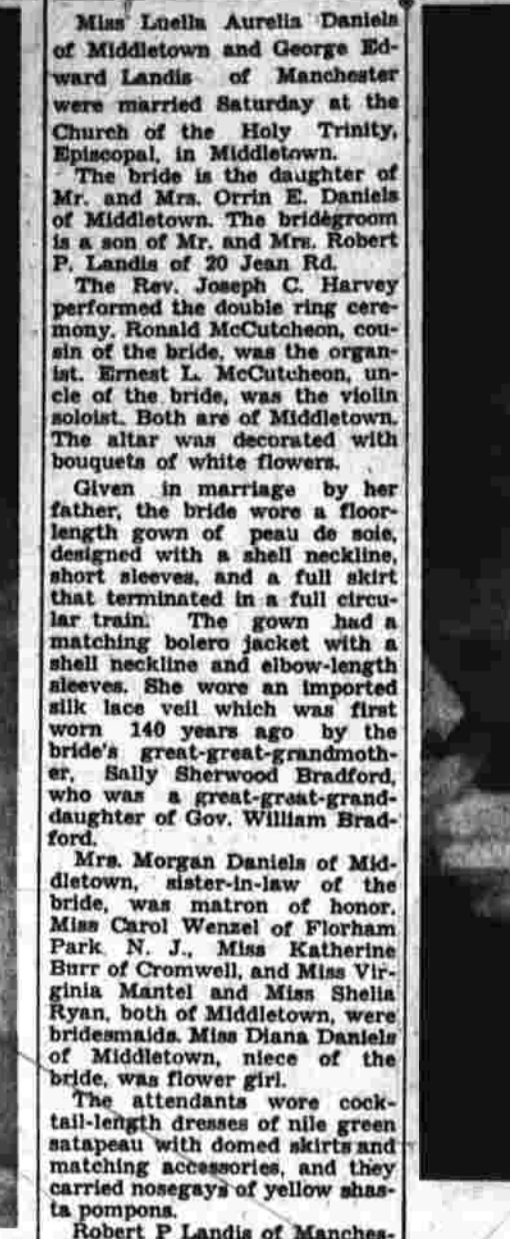 Miss Luella Aurelia Daniels
of Middletown and George Ed-
ward Landis of Manchester
were married Saturday at the
Church of the Holy Trinity,
Episcopal, in Middletown.
The bride is the daughter of
Mr. and Mrs. Orrin E. Daniels
of Middletown. The bridegroom
is a son of Mr. and Mrs. Robert
P. Landis of 20 Jean Rd.
The Rev. Joseph C. Harvey
performed the double ring cere-
mony. Ronald McCutcheon, cou-
sin of the bride, was the organ-
ist. Ernest L. McCutcheon, un-
cle of the bride, was the violin
soloist. Both are of Middletown.
The altar was decorated with
bouquets of white flowers.
Given in marriage by her
father, the bride wore a floor-
length gown of peau de soie,
designed with a shell neckline,
short sleeves, and a full skirt
that terminated in a full circu-
lar train. The gown had a
matching bolero jacket with a
shell neckline and elbow-length
sleeves. She wore an imported
silk lace veil which was first
worn 140 years ago by the
bride's great-great-grandmoth-
er, Sally Sherwood Bradford,
who was a great-great-grand-
daughter of Gov. William Brad-
ford.
Mrs. Morgan Daniels of Mid-
dletown, sister-in-law of the
bride, was matron of honor.
Miss Carol Wenzel of Florham
Park N. J., Miss Katherine
Burr of Cromwell, and Miss Vir-
ginia Mantel and Miss Sheila
Ryan, both of Middletown, were
bridesmaids. Miss Diana Daniels
of Middletown, niece of the
bride, was flower girl.
The attendants wore cock-
tail-length dresses of nile green
satapeau with domed skirts and
matching accessories, and they
carried nosegays of yellow shas-
ta pompons.
Robert P Landis of Manches-